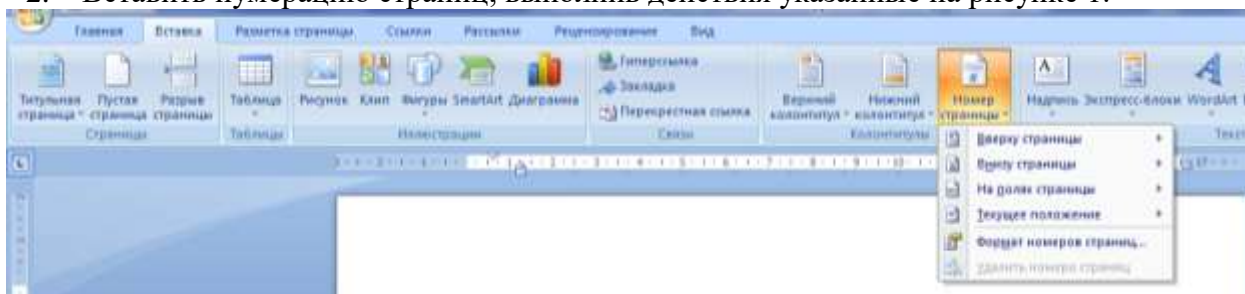 2. Вставить нумерацию страниц, выполнив действия указанные на рисунке 1.
Главная Вставка Разметка страницы Ссылки Рассылки Рецензирование Вид
Титульная страница Пустая страница Разрыв страницы Таблица Рисунок Клип Фигуры SmartArt Диаграмма Гиперссылка Закладка Перекрестная ссылка Верхний колонтитул Нижний колонтитул Номер страницы Надпись Экспресс-блоки WordArt
Страницы Таблицы Иллюстрации Связи Колонтитулы Текст
Вверху страницы
Внизу страницы
На полях страницы
Текущее положение
Формат номеров страниц...
Удалить номера страниц